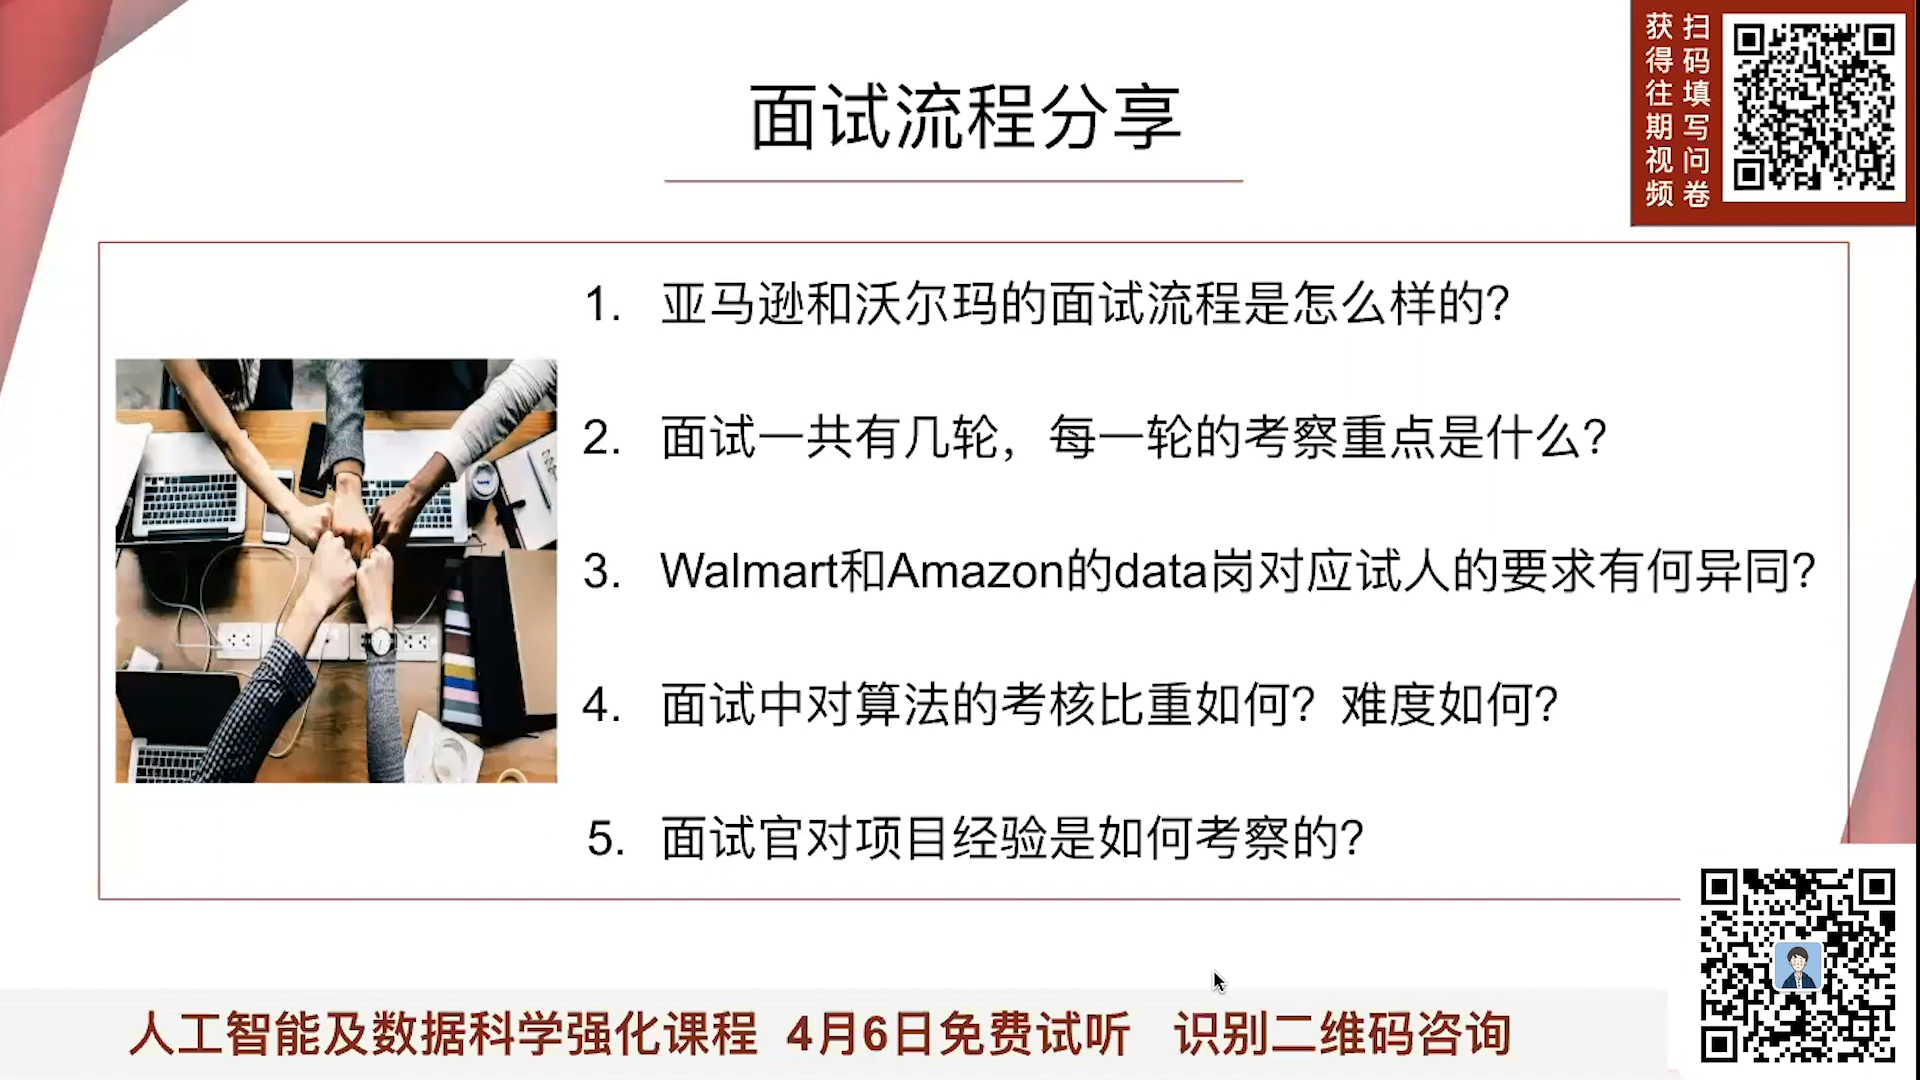 面试流程分享
扫码填写问卷
获得往期视频
1. 亚马逊和沃尔玛的面试流程是怎么样的?
2. 面试一共有几轮，每一轮的考察重点是什么?
3. Walmart和Amazon的data岗对应试人的要求有何异同?
4. 面试中对算法的考核比重如何？难度如何?
5. 面试官对项目经验是如何考察的?
人工智能及数据科学强化课程 4月6日免费试听 识别二维码咨询